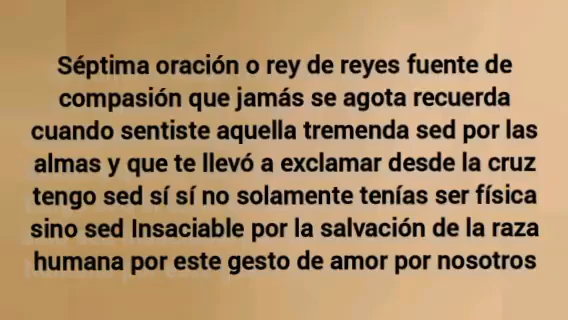 Séptima oración o rey de reyes fuente de
compasión que jamás se agota recuerda
cuando sentiste aquella tremenda sed por las
almas y que te llevó a exclamar desde la cruz
tengo sed sí sí no solamente tenías ser física
sino sed Insaciable por la salvación de la raza
humana por este gesto de amor por nosotros